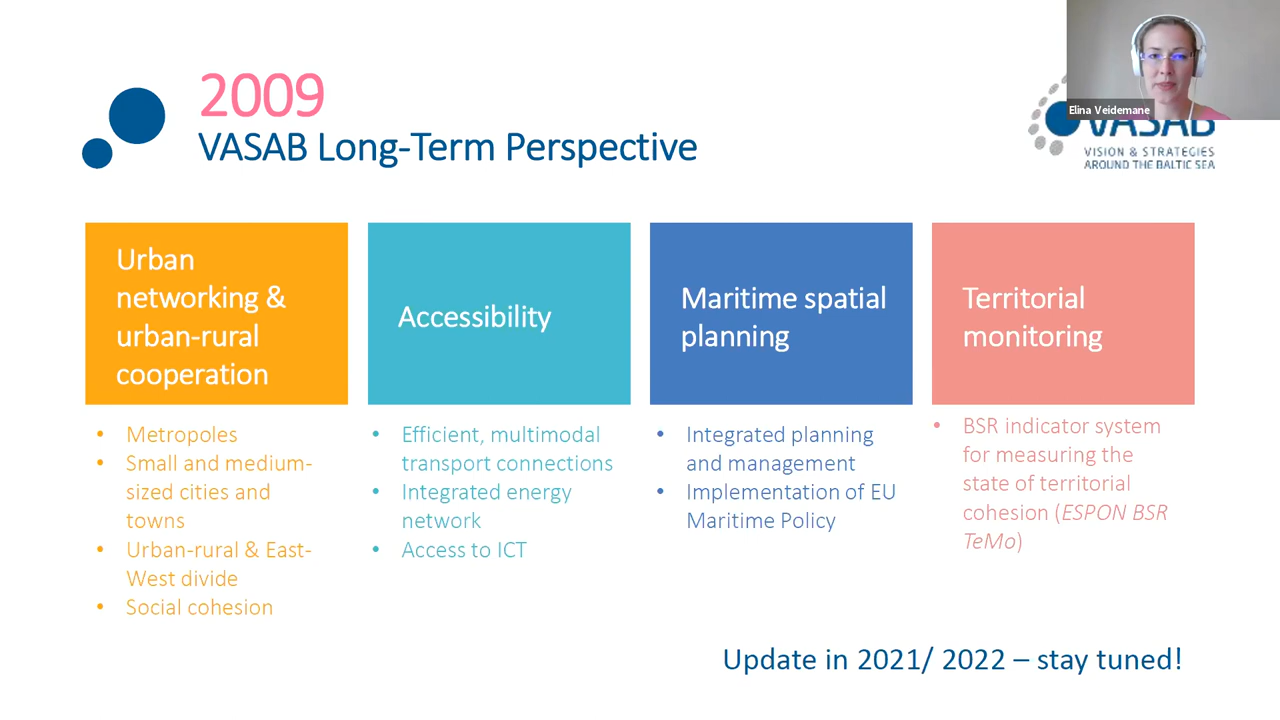 2009
VASAB Long-Term Perspective
Elina Veidemane
VASAB
VISION & STRATEGIES
AROUND THE BALTIC SEA
Urban
networking &
urban-rural
cooperation
• Metropoles
• Small and medium-
sized cities and
towns
• Urban-rural & East-
West divide
• Social cohesion
Accessibility
• Efficient, multimodal
transport connections
• Integrated energy
network
• Access to ICT
Maritime spatial
planning
• Integrated planning
and management
• Implementation of EU
Maritime Policy
Territorial
monitoring
• BSR indicator system
for measuring the
state of territorial
cohesion (ESPON BSR
TeMo)
Update in 2021/ 2022 – stay tuned!